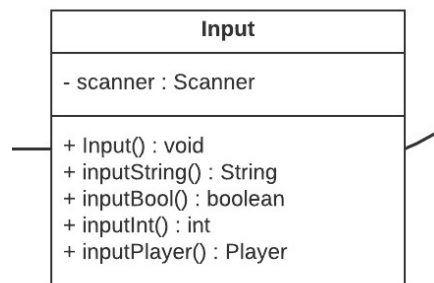 Input
- scanner : Scanner
+ Input() : void
+ inputString() : String
+ inputBool() : boolean
+ inputInt() : int
+ inputPlayer() : Player